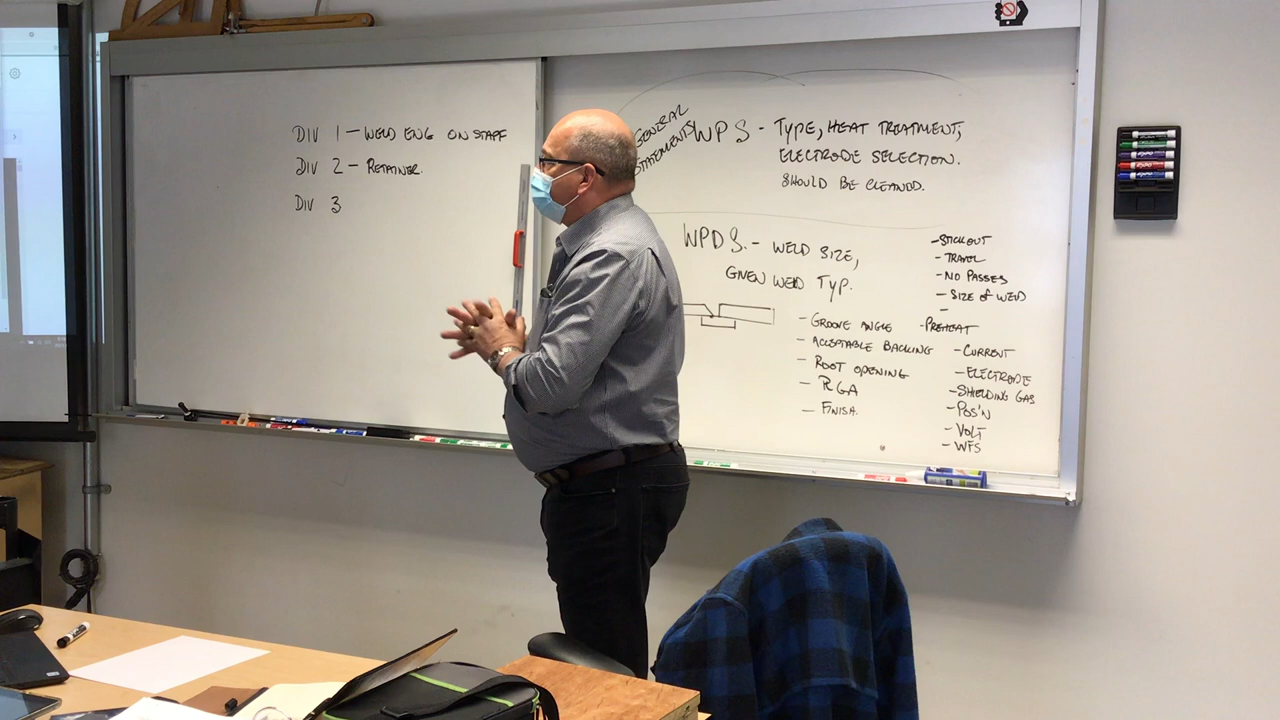 DIV 1 - WELD ENG ON STAFF
DIV 2 - RETAINER.
DIV 3
GENERAL
STATEMENTS
WPS - TYPE, HEAT TREATMENT,
ELECTRODE SELECTION.
SHOULD BE CLEANED.
WPDS. - WELD SIZE,
GIVEN WELD TYP.
- STICKOUT
- TRAVEL
- NO PASSES
- SIZE OF WELD
-
- GROOVE ANGLE
- ACCEPTABLE BACKING
- ROOT OPENING
- RGA
- FINISH.
- PREHEAT
- CURRENT
- ELECTRODE
- SHIELDING GAS
- POS'N
- VOLT
- WFS